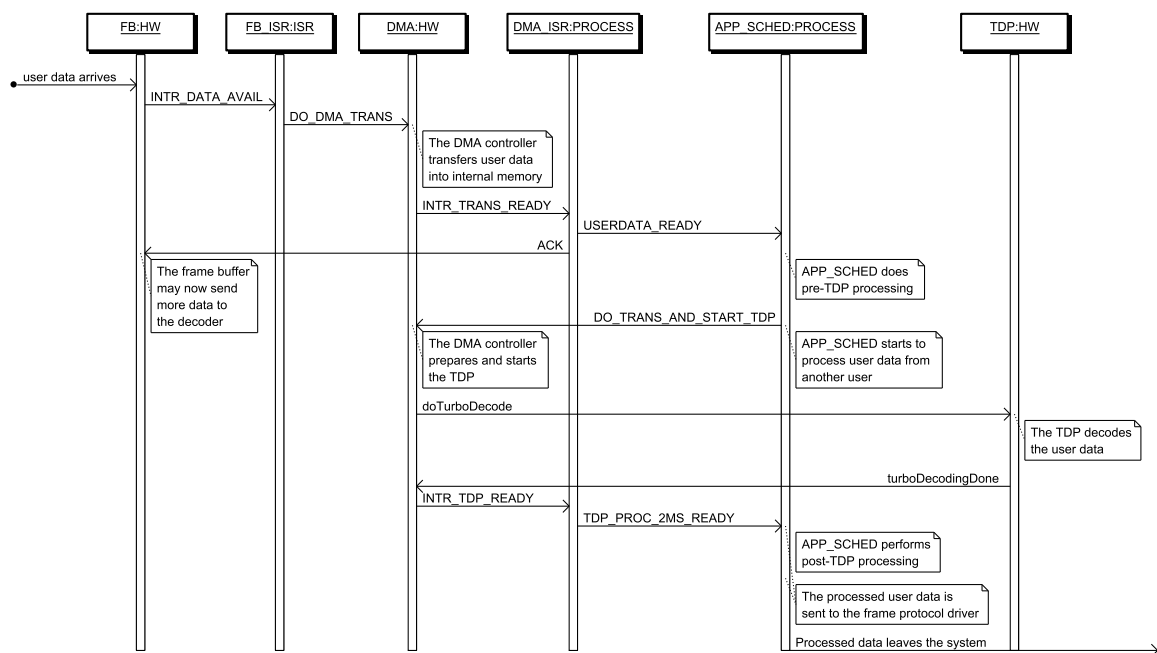 FB:HW
FB_ISR:ISR
DMA:HW
DMA_ISR:PROCESS
APP_SCHED:PROCESS
TDP:HW
user data arrives
INTR_DATA_AVAIL
DO_DMA_TRANS
The DMA controller
transfers user data
into internal memory
INTR_TRANS_READY
USERDATA_READY
ACK
The frame buffer
may now send
more data to
the decoder
APP_SCHED does
pre-TDP processing
DO_TRANS_AND_START_TDP
The DMA controller
prepares and starts
the TDP
APP_SCHED starts to
process user data from
another user
doTurboDecode
The TDP decodes
the user data
turboDecodingDone
INTR_TDP_READY
TDP_PROC_2MS_READY
APP_SCHED performs
post-TDP processing
The processed user data is
sent to the frame protocol driver
Processed data leaves the system